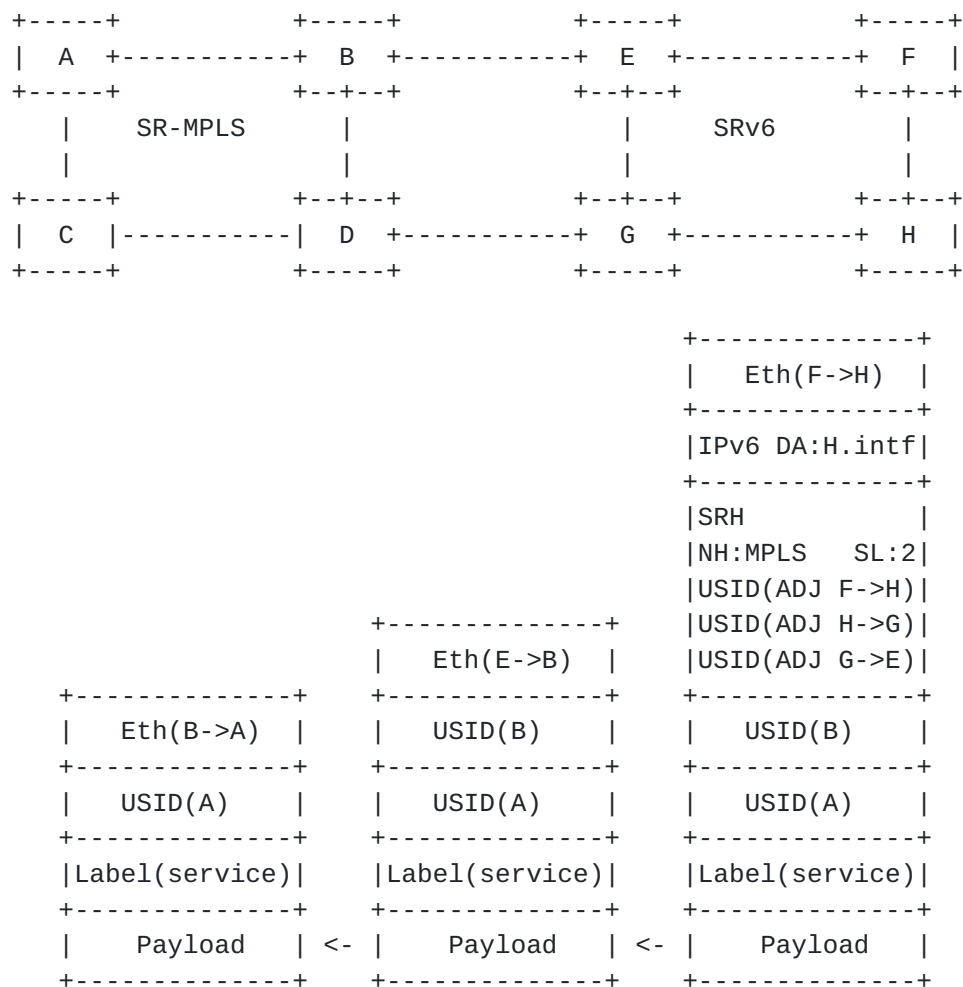 A B E F
SR-MPLS SRv6
C D G H
Eth(F->H)
IPv6 DA:H.intf
SRH
NH:MPLS SL:2
USID(ADJ F->H)
USID(ADJ H->G)
Eth(E->B) USID(ADJ G->E)
Eth(B->A) USID(B) USID(B)
USID(A) USID(A) USID(A)
Label(service) Label(service) Label(service)
Payload <- Payload <- Payload